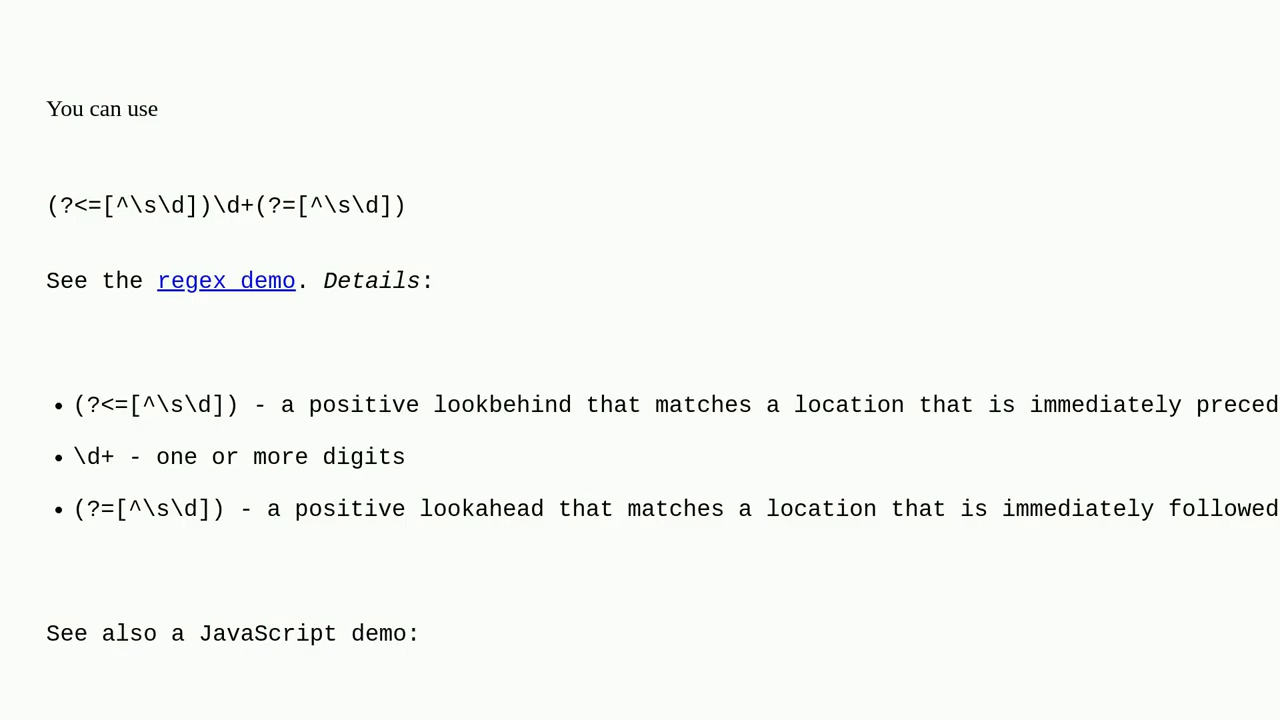 You can use
(?<=[^\s\d])\d+(?=[^\s\d])
See the regex demo. Details:
• (?<=[^\s\d]) - a positive lookbehind that matches a location that is immediately preced
• \d+ - one or more digits
• (?=[^\s\d]) - a positive lookahead that matches a location that is immediately followed
See also a JavaScript demo: